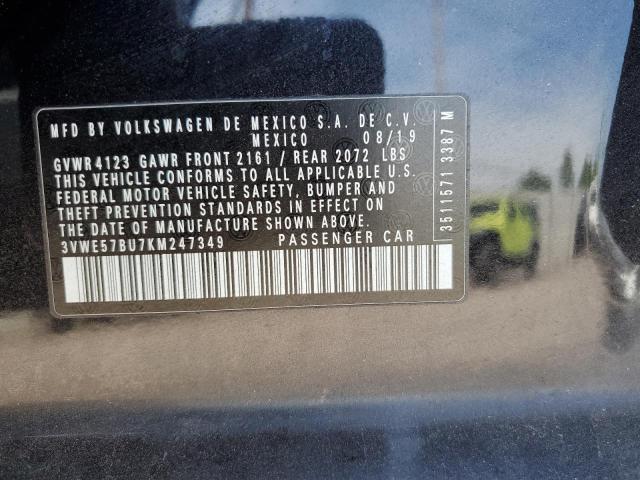 MFD BY VOLKSWAGEN DE MEXICO S.A. DE C.V.
MEXICO 08/19
GVWR4123 GAWR FRONT 2161 / REAR 2072 LBS
THIS VEHICLE CONFORMS TO ALL APPLICABLE U.S.
FEDERAL MOTOR VEHICLE SAFETY, BUMPER AND
THEFT PREVENTION STANDARDS IN EFFECT ON
THE DATE OF MANUFACTURE SHOWN ABOVE.
3VWE57BU7KM247349 PASSENGER CAR
3511571 3387 M